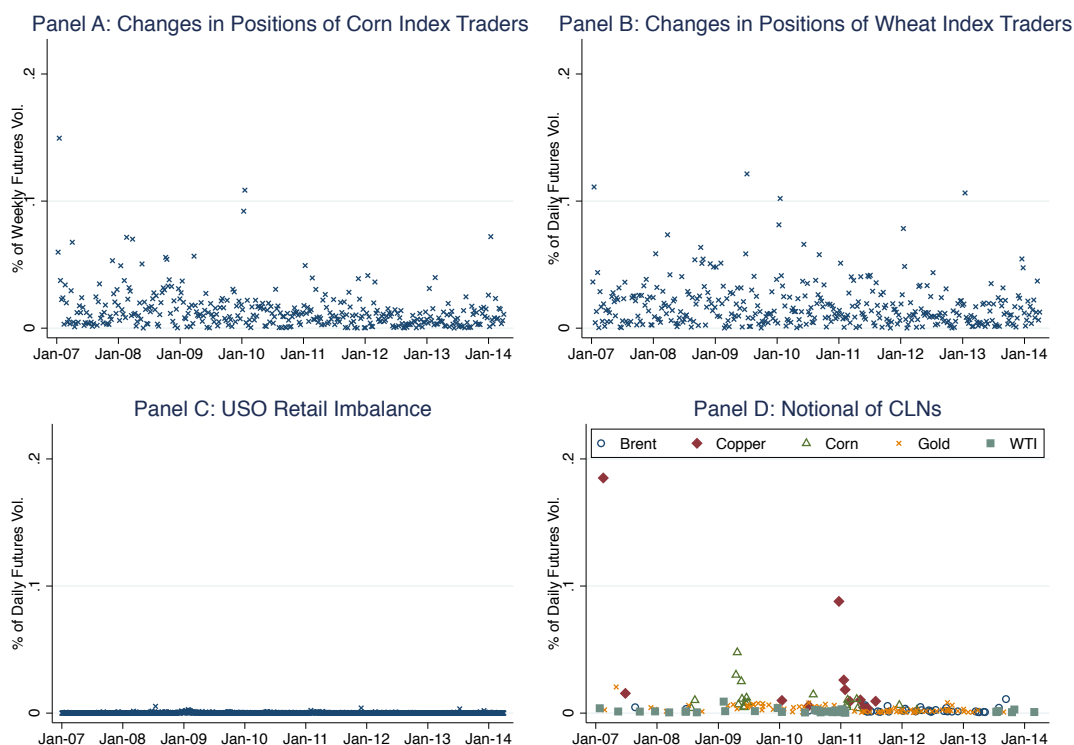 Panel A: Changes in Positions of Corn Index Traders
% of Weekly Futures Vol.
.2
.1
0
Jan-07 Jan-08 Jan-09 Jan-10 Jan-11 Jan-12 Jan-13 Jan-14
Panel B: Changes in Positions of Wheat Index Traders
% of Daily Futures Vol.
.2
.1
0
Jan-07 Jan-08 Jan-09 Jan-10 Jan-11 Jan-12 Jan-13 Jan-14
Panel C: USO Retail Imbalance
% of Daily Futures Vol.
.2
.1
0
Jan-07 Jan-08 Jan-09 Jan-10 Jan-11 Jan-12 Jan-13 Jan-14
Panel D: Notional of CLNs
Brent Copper Corn Gold WTI
% of Daily Futures Vol.
.2
.1
0
Jan-07 Jan-08 Jan-09 Jan-10 Jan-11 Jan-12 Jan-13 Jan-14